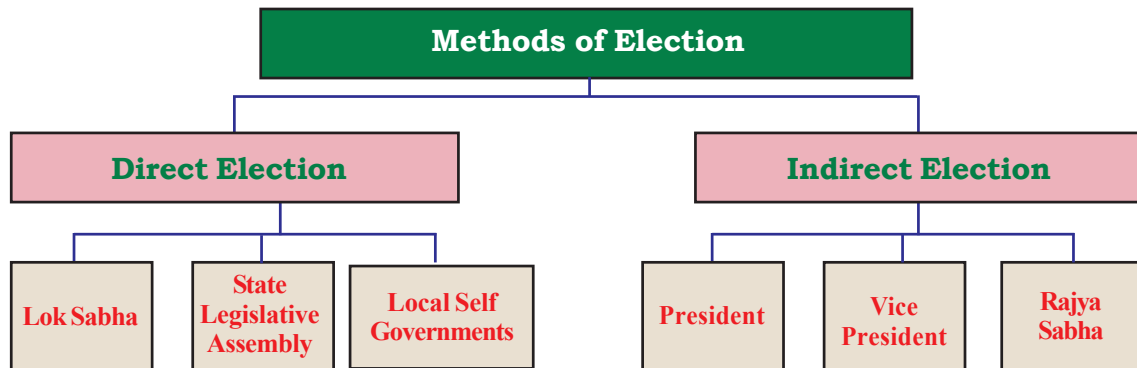 Methods of Election
Direct Election
Indirect Election
Lok Sabha
State
Legislative
Assembly
Local Self
Governments
President
Vice
President
Rajya
Sabha